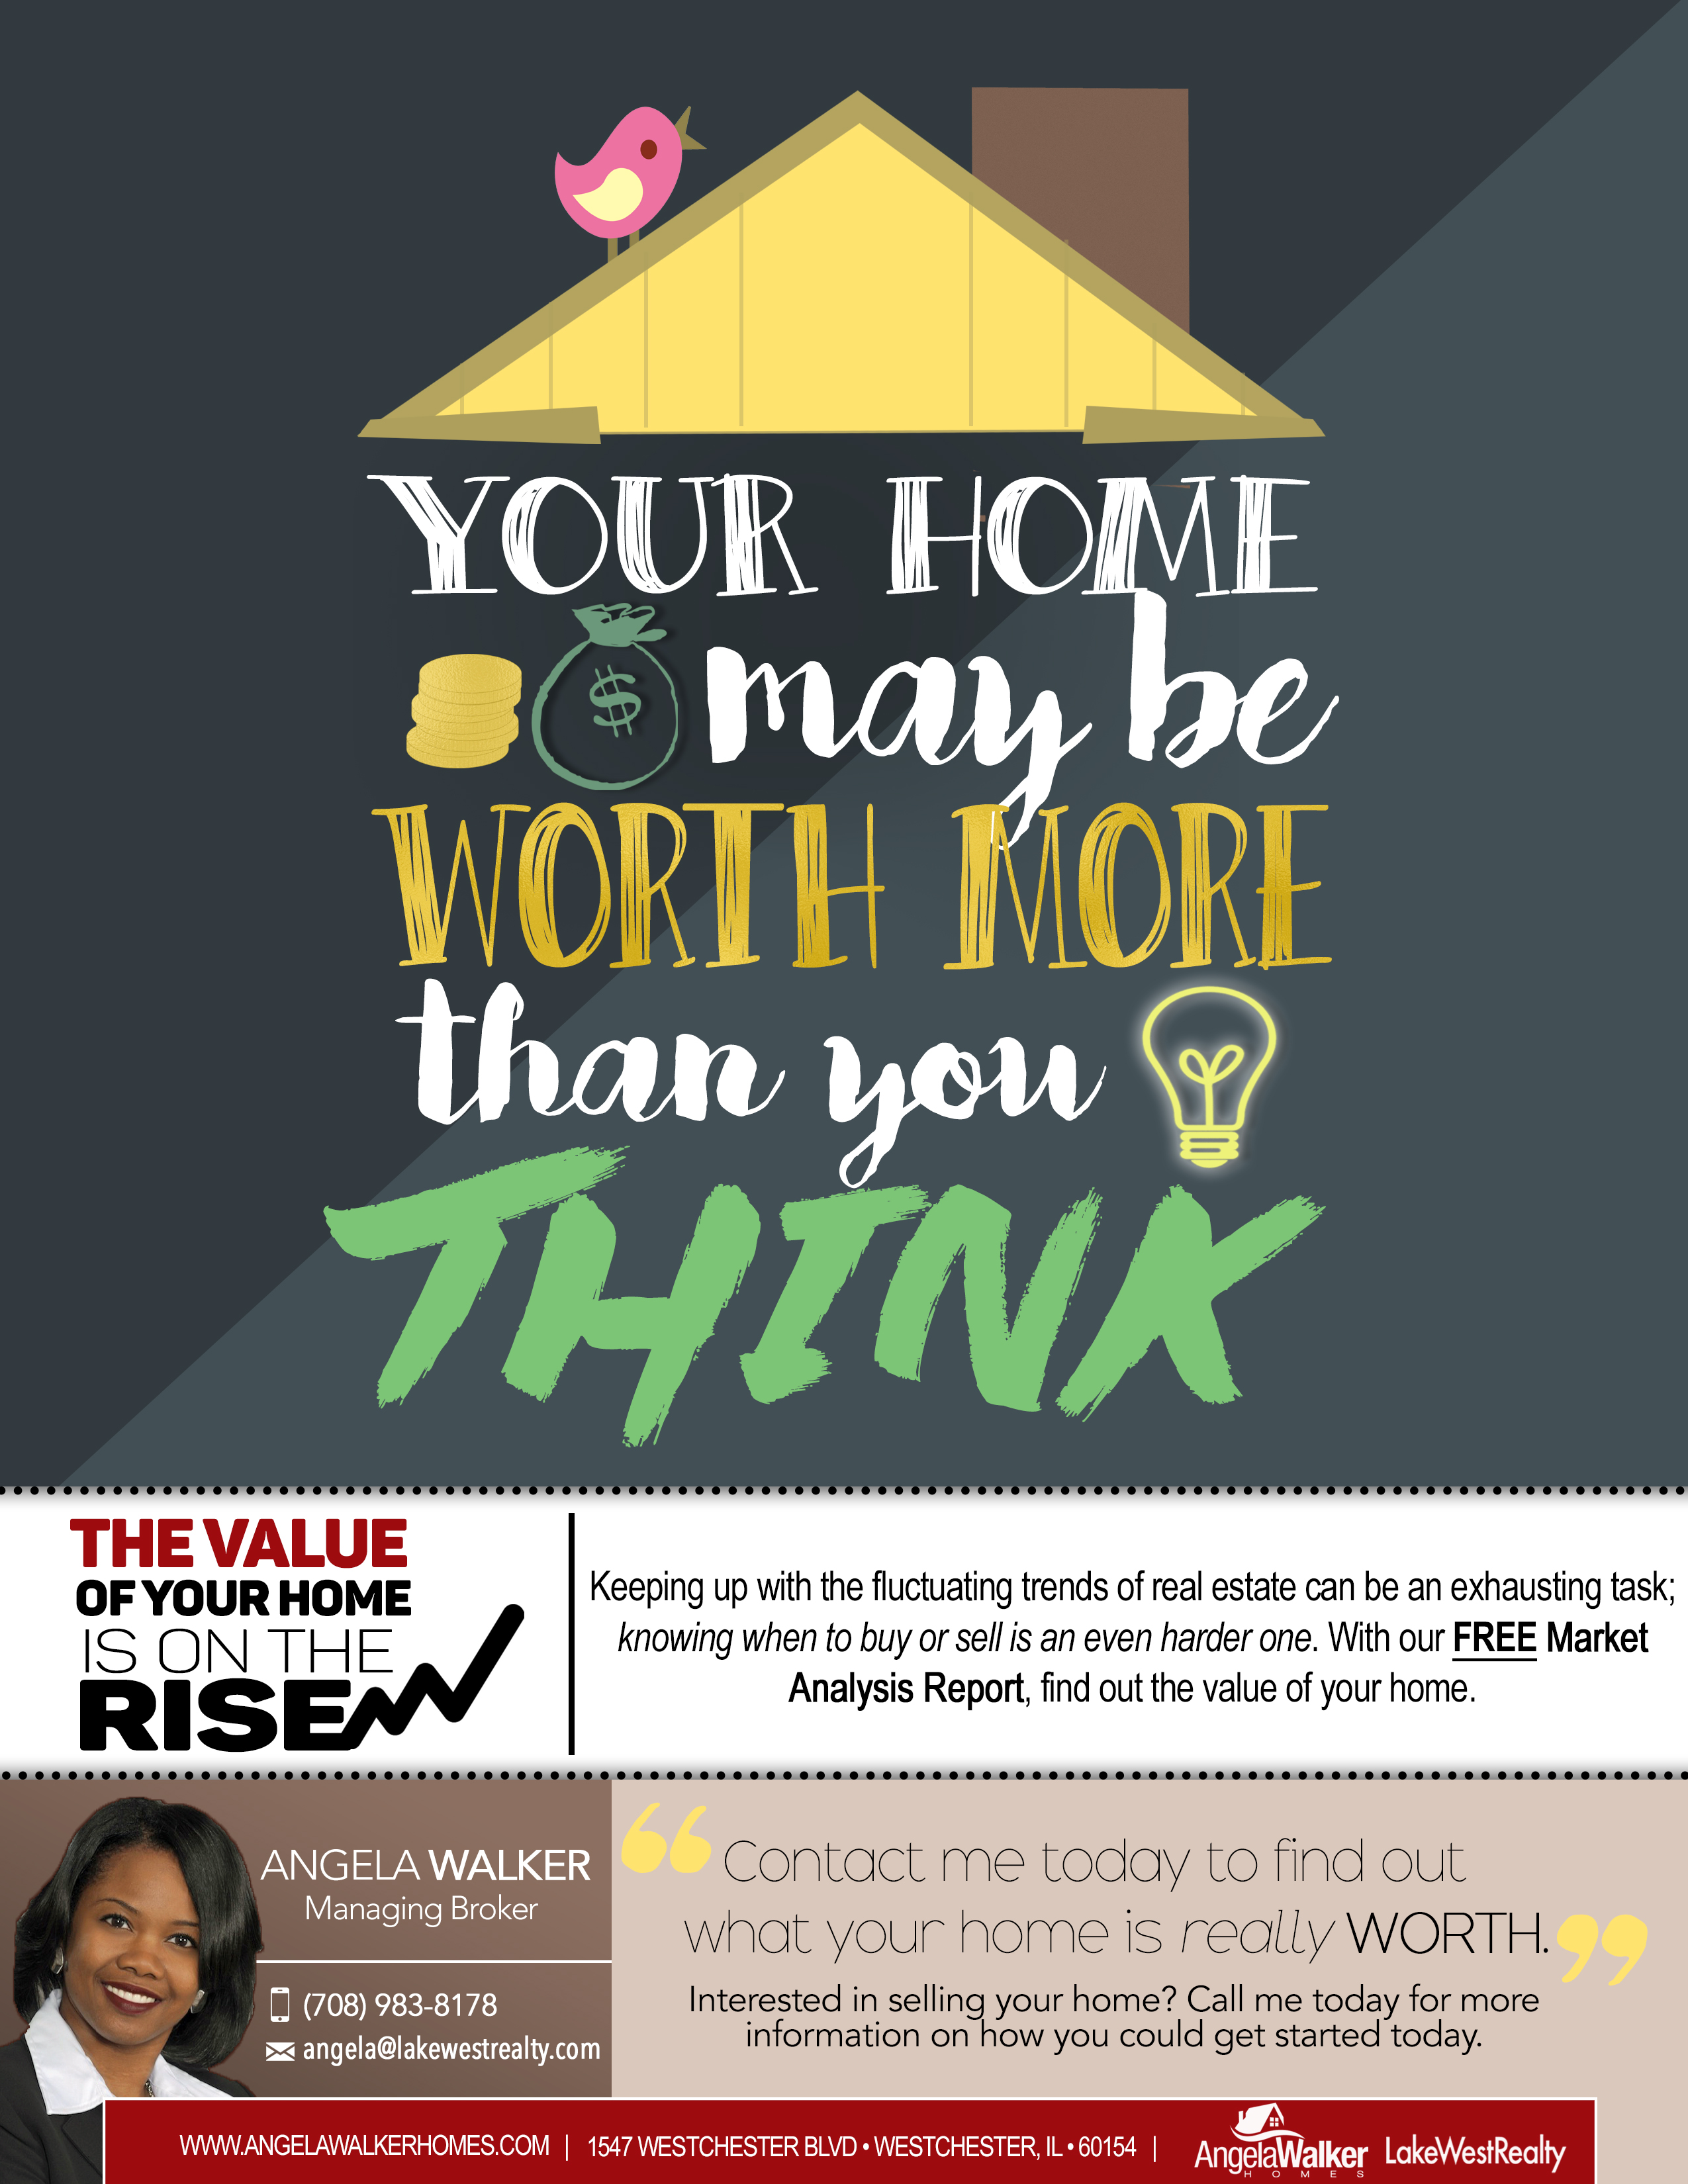 YOUR HOME
$ may be
WORTH MORE
than you
THINK
THE VALUE
OF YOUR HOME
IS ON THE
RISE
Keeping up with the fluctuating trends of real estate can be an exhausting task;
knowing when to buy or sell is an even harder one. With our FREE Market
Analysis Report, find out the value of your home.
ANGELA WALKER
Managing Broker
(708) 983-8178
angela@lakewestrealty.com
“ Contact me today to find out
what your home is really WORTH. ”
Interested in selling your home? Call me today for more
information on how you could get started today.
WWW.ANGELAWALKERHOMES.COM | 1547 WESTCHESTER BLVD • WESTCHESTER, IL • 60154 |
AngelaWalker
HOMES
LakeWestRealty